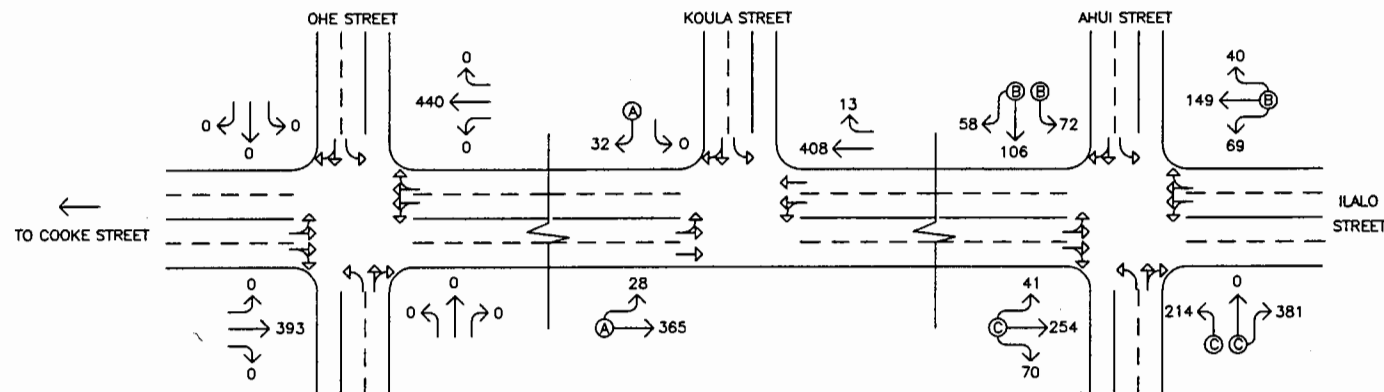 OHE STREET
KOULA STREET
AHUI STREET
0
440
0
0
0
0
A
32
0
13
408
B B
58
72
106
40
149
B
69
TO COOKE STREET
ILALO
STREET
0
393
0
0
0
0
28
A
365
41
C
254
70
0
214
381
C C